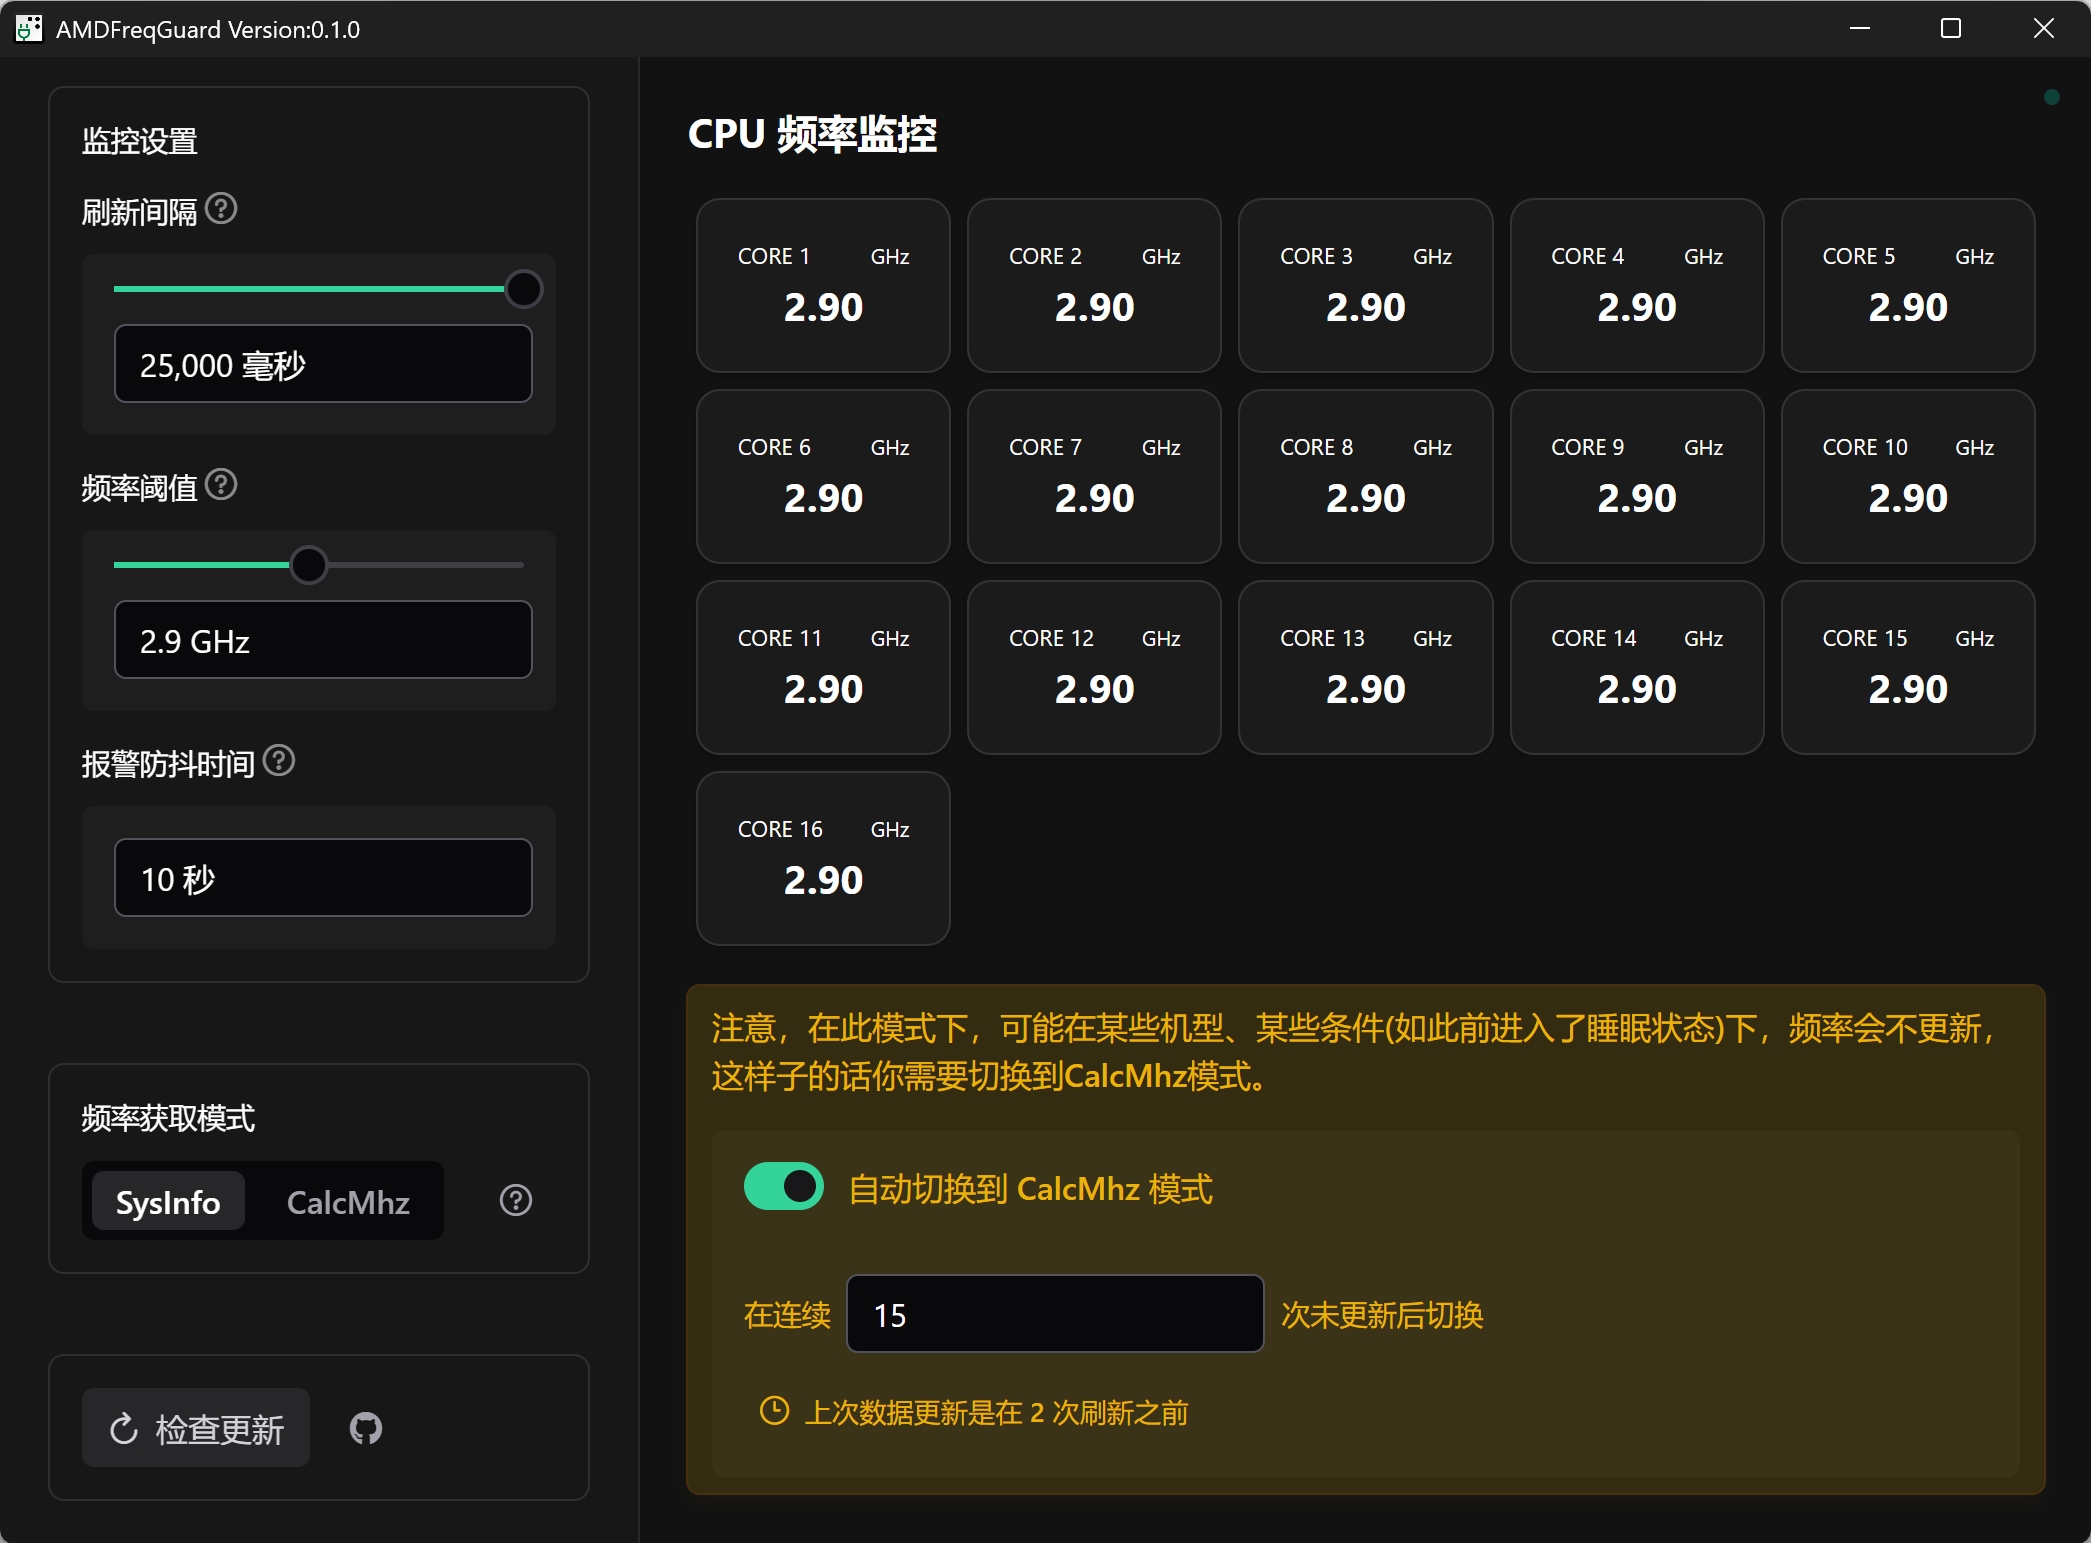 AMDFreqGuard Version:0.1.0
监控设置
刷新间隔
25,000 毫秒
频率阈值
2.9 GHz
报警防抖时间
10 秒
频率获取模式
SysInfo CalcMhz
检查更新
CPU 频率监控
CORE 1 GHz
2.90
CORE 2 GHz
2.90
CORE 3 GHz
2.90
CORE 4 GHz
2.90
CORE 5 GHz
2.90
CORE 6 GHz
2.90
CORE 7 GHz
2.90
CORE 8 GHz
2.90
CORE 9 GHz
2.90
CORE 10 GHz
2.90
CORE 11 GHz
2.90
CORE 12 GHz
2.90
CORE 13 GHz
2.90
CORE 14 GHz
2.90
CORE 15 GHz
2.90
CORE 16 GHz
2.90
注意，在此模式下，可能在某些机型、某些条件(如此前进入了睡眠状态)下，频率会不更新，
这样子的话你需要切换到CalcMhz模式。
自动切换到 CalcMhz 模式
在连续 15 次未更新后切换
上次数据更新是在 2 次刷新之前